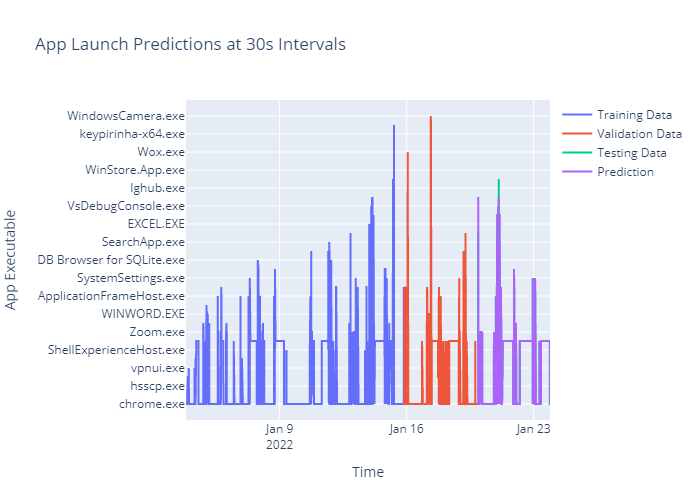 App Launch Predictions at 30s Intervals
WindowsCamera.exe
keypirinha-x64.exe
Wox.exe
WinStore.App.exe
lghub.exe
VsDebugConsole.exe
EXCEL.EXE
SearchApp.exe
DB Browser for SQLite.exe
SystemSettings.exe
ApplicationFrameHost.exe
WINWORD.EXE
Zoom.exe
ShellExperienceHost.exe
vpnui.exe
hsscp.exe
chrome.exe
App Executable
Jan 9
2022
Jan 16
Jan 23
Time
Training Data
Validation Data
Testing Data
Prediction